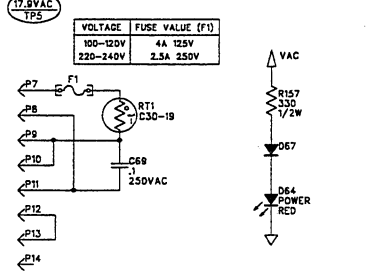 17.9VAC
TP5
VOLTAGE FUSE VALUE (F1)
100-120V 4A 125V
220-240V 2.5A 250V
VAC
P7
F1
R157
330
1/2W
P8
RT1
C30-19
P9
D67
P10
C69
.1
250VAC
P11
D64
POWER
RED
P12
P13
P14